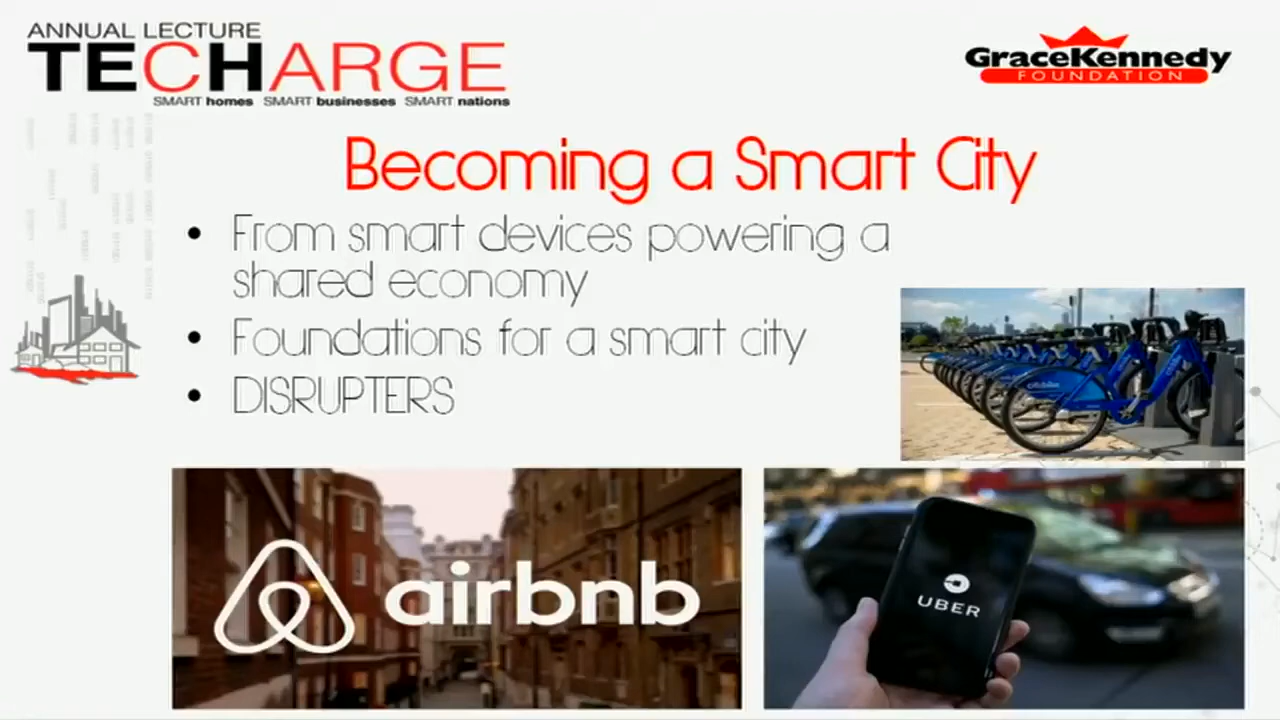 ANNUAL LECTURE
TECHARGE
SMART homes SMART businesses SMART nations
GraceKennedy
FOUNDATION
Becoming a Smart City
• From smart devices powering a
shared economy
• Foundations for a smart city
• DISRUPTERS
citibike
airbnb
UBER